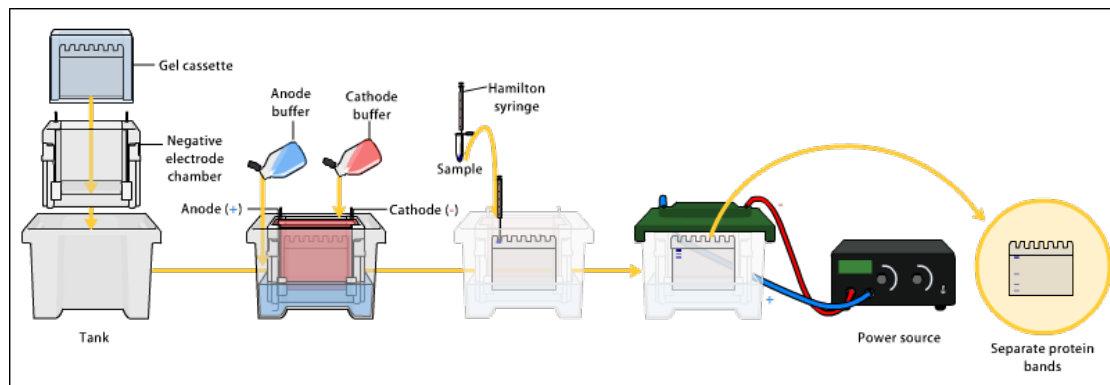 Gel cassette
Negative
electrode
chamber
Tank
Anode
buffer
Cathode
buffer
Anode (+)
Cathode (-)
Hamilton
syringe
Sample
-
+
Power source
Separate protein
bands